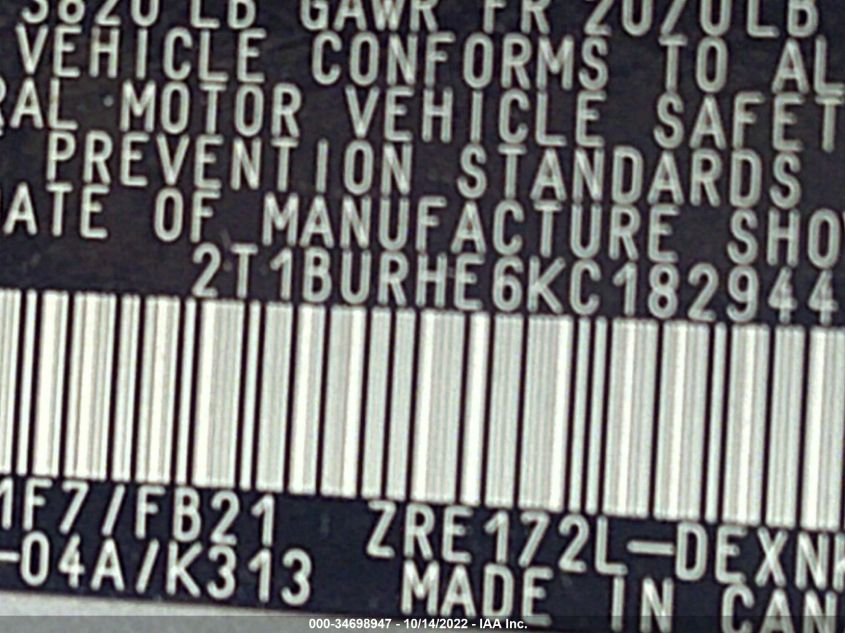 3820 LB GAWR FR 2070LB
VEHICLE CONFORMS TO AL
RAL MOTOR VEHICLE SAFET
PREVENTION STANDARDS
ATE OF MANUFACTURE SHO
2T1BURHE6KC182944
1F7/FB21 ZRE172L-DEXN
-04A/K313 MADE IN CAN
000-34698947 - 10/14/2022 - IAA Inc.